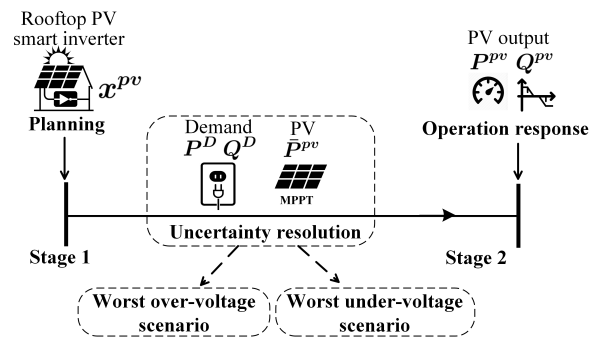 Rooftop PV
smart inverter
x^{pv}
Planning
Demand
P^D Q^D
PV
\bar{P}^{pv}
MPPT
Uncertainty resolution
PV output
P^{pv} Q^{pv}
Operation response
Stage 1
Stage 2
Worst over-voltage
scenario
Worst under-voltage
scenario